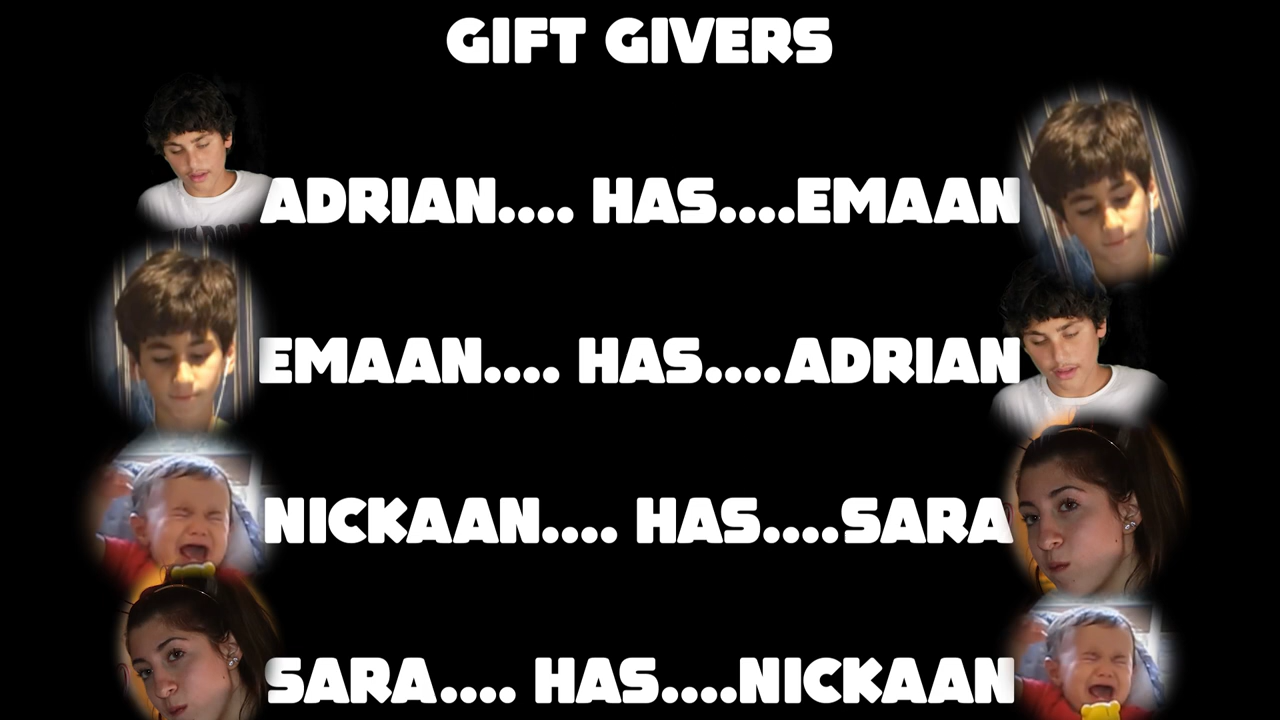 GIFT GIVERS
ADRIAN.... HAS....EMAAN
EMAAN.... HAS....ADRIAN
NICKAAN.... HAS....SARA
SARA.... HAS....NICKAAN